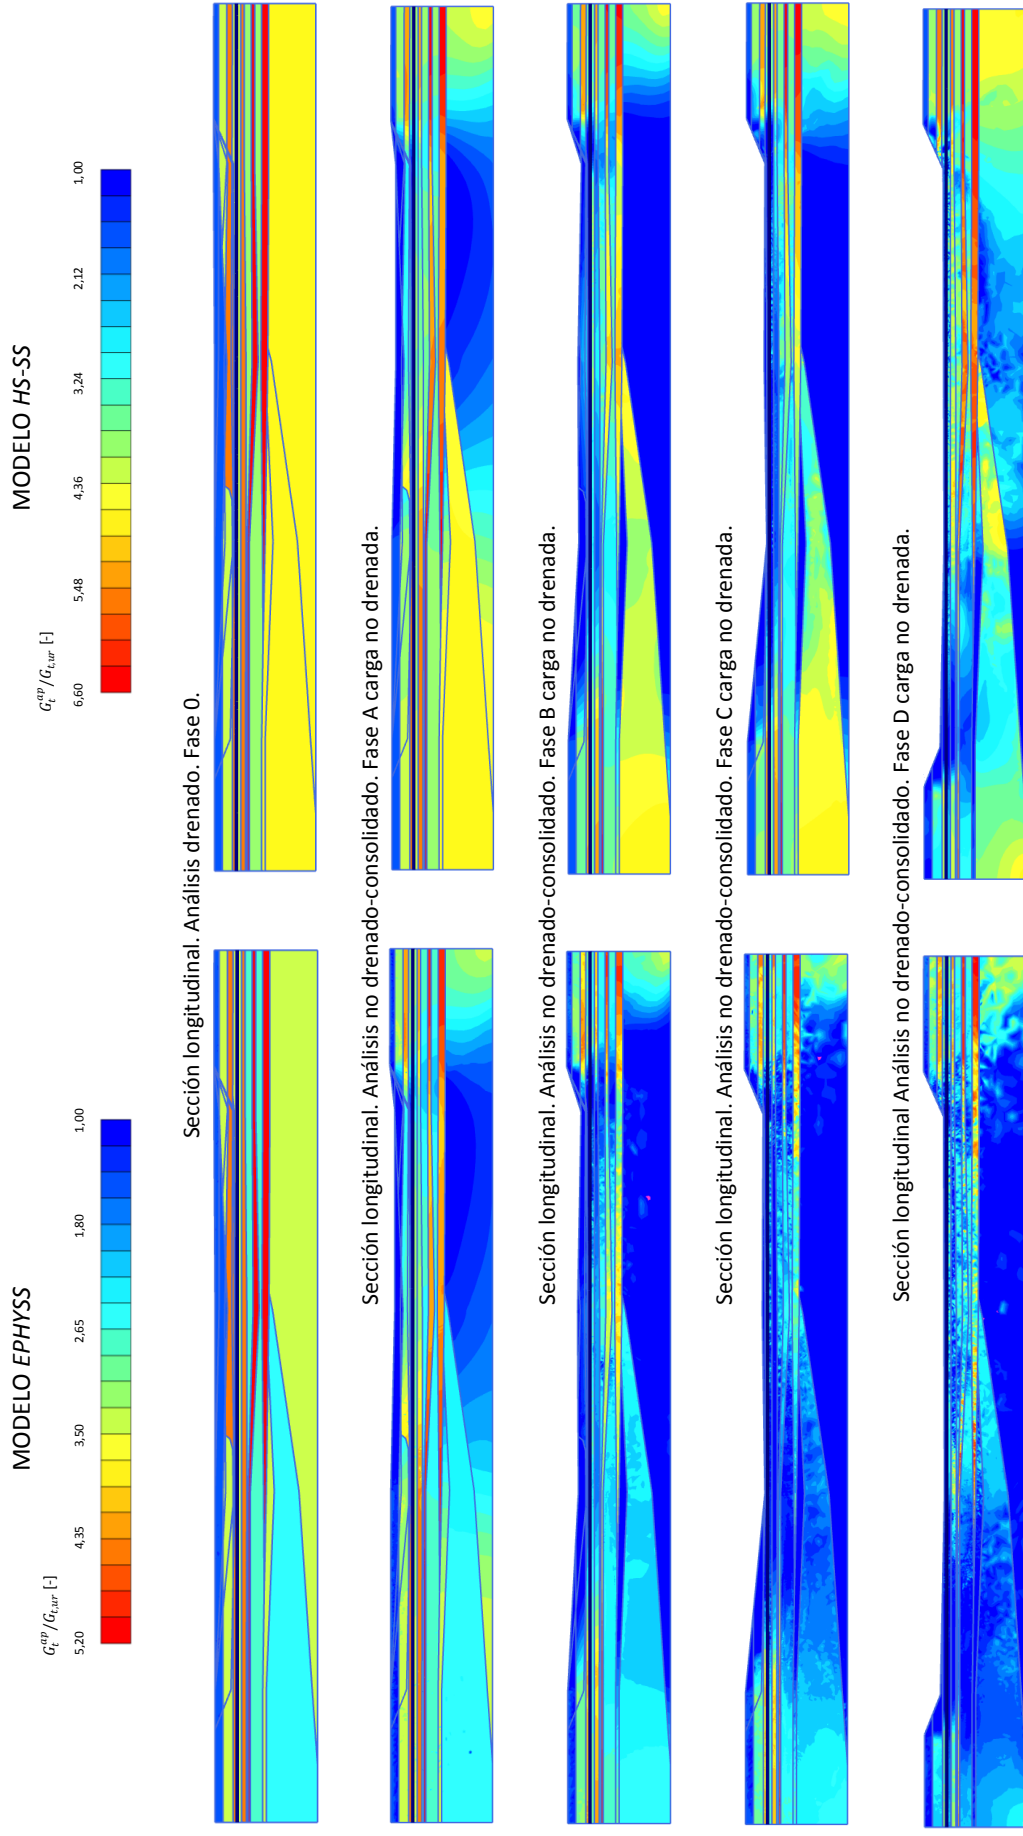 MODELO EPHYSS
MODELO HS-SS
G_t^{ap}/G_{t,ur} [-]
5,20 4,35 3,50 2,65 1,80 1,00
G_t^{ap}/G_{t,ur} [-]
6,60 5,48 4,36 3,24 2,12 1,00
Sección longitudinal. Análisis drenado. Fase 0.
Sección longitudinal. Análisis no drenado-consolidado. Fase A carga no drenada.
Sección longitudinal. Análisis no drenado-consolidado. Fase B carga no drenada.
Sección longitudinal. Análisis no drenado-consolidado. Fase C carga no drenada.
Sección longitudinal Análisis no drenado-consolidado. Fase D carga no drenada.